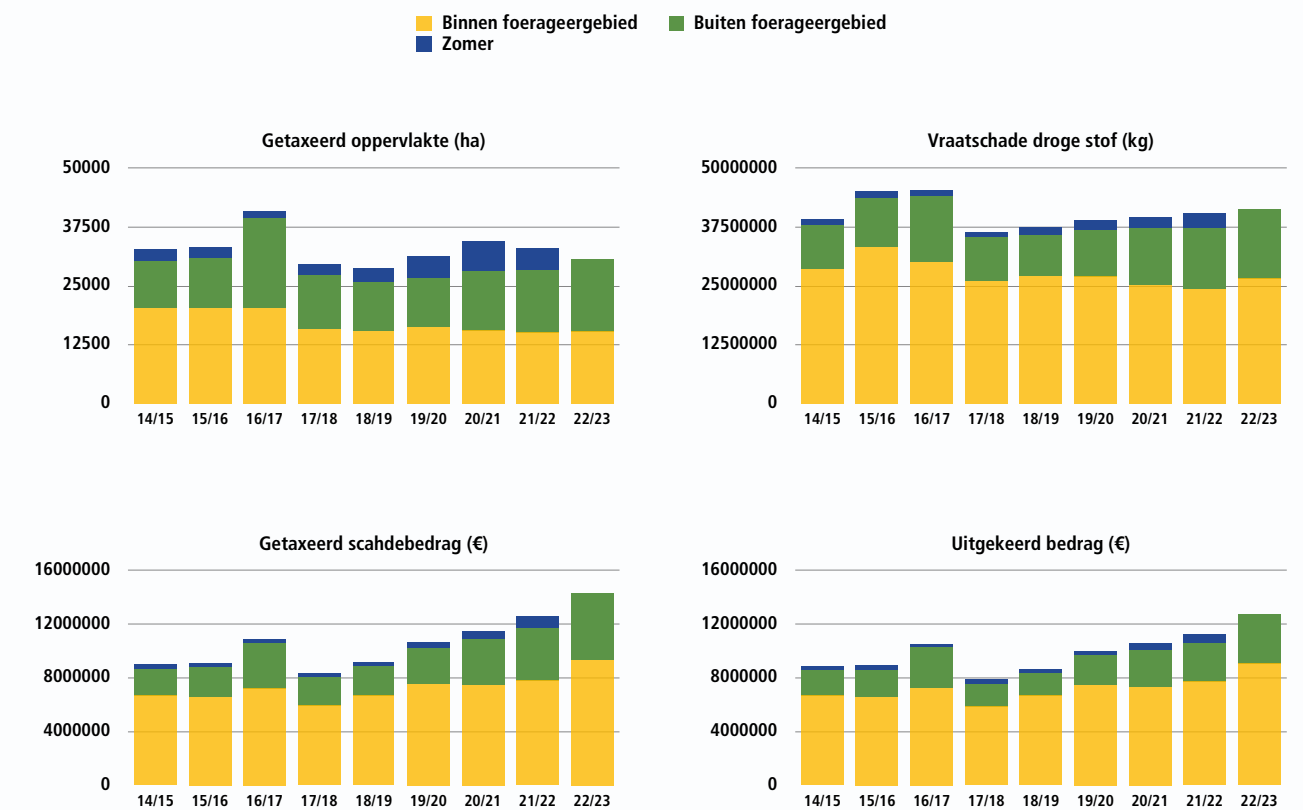 Binnen foerageergebied
Buiten foerageergebied
Zomer
Getaxeerd oppervlakte (ha)
50000
37500
25000
12500
0
14/15 15/16 16/17 17/18 18/19 19/20 20/21 21/22 22/23
Vraatschade droge stof (kg)
50000000
37500000
25000000
12500000
0
14/15 15/16 16/17 17/18 18/19 19/20 20/21 21/22 22/23
Getaxeerd scahdebedrag (€)
16000000
12000000
8000000
4000000
0
14/15 15/16 16/17 17/18 18/19 19/20 20/21 21/22 22/23
Uitgekeerd bedrag (€)
16000000
12000000
8000000
4000000
0
14/15 15/16 16/17 17/18 18/19 19/20 20/21 21/22 22/23